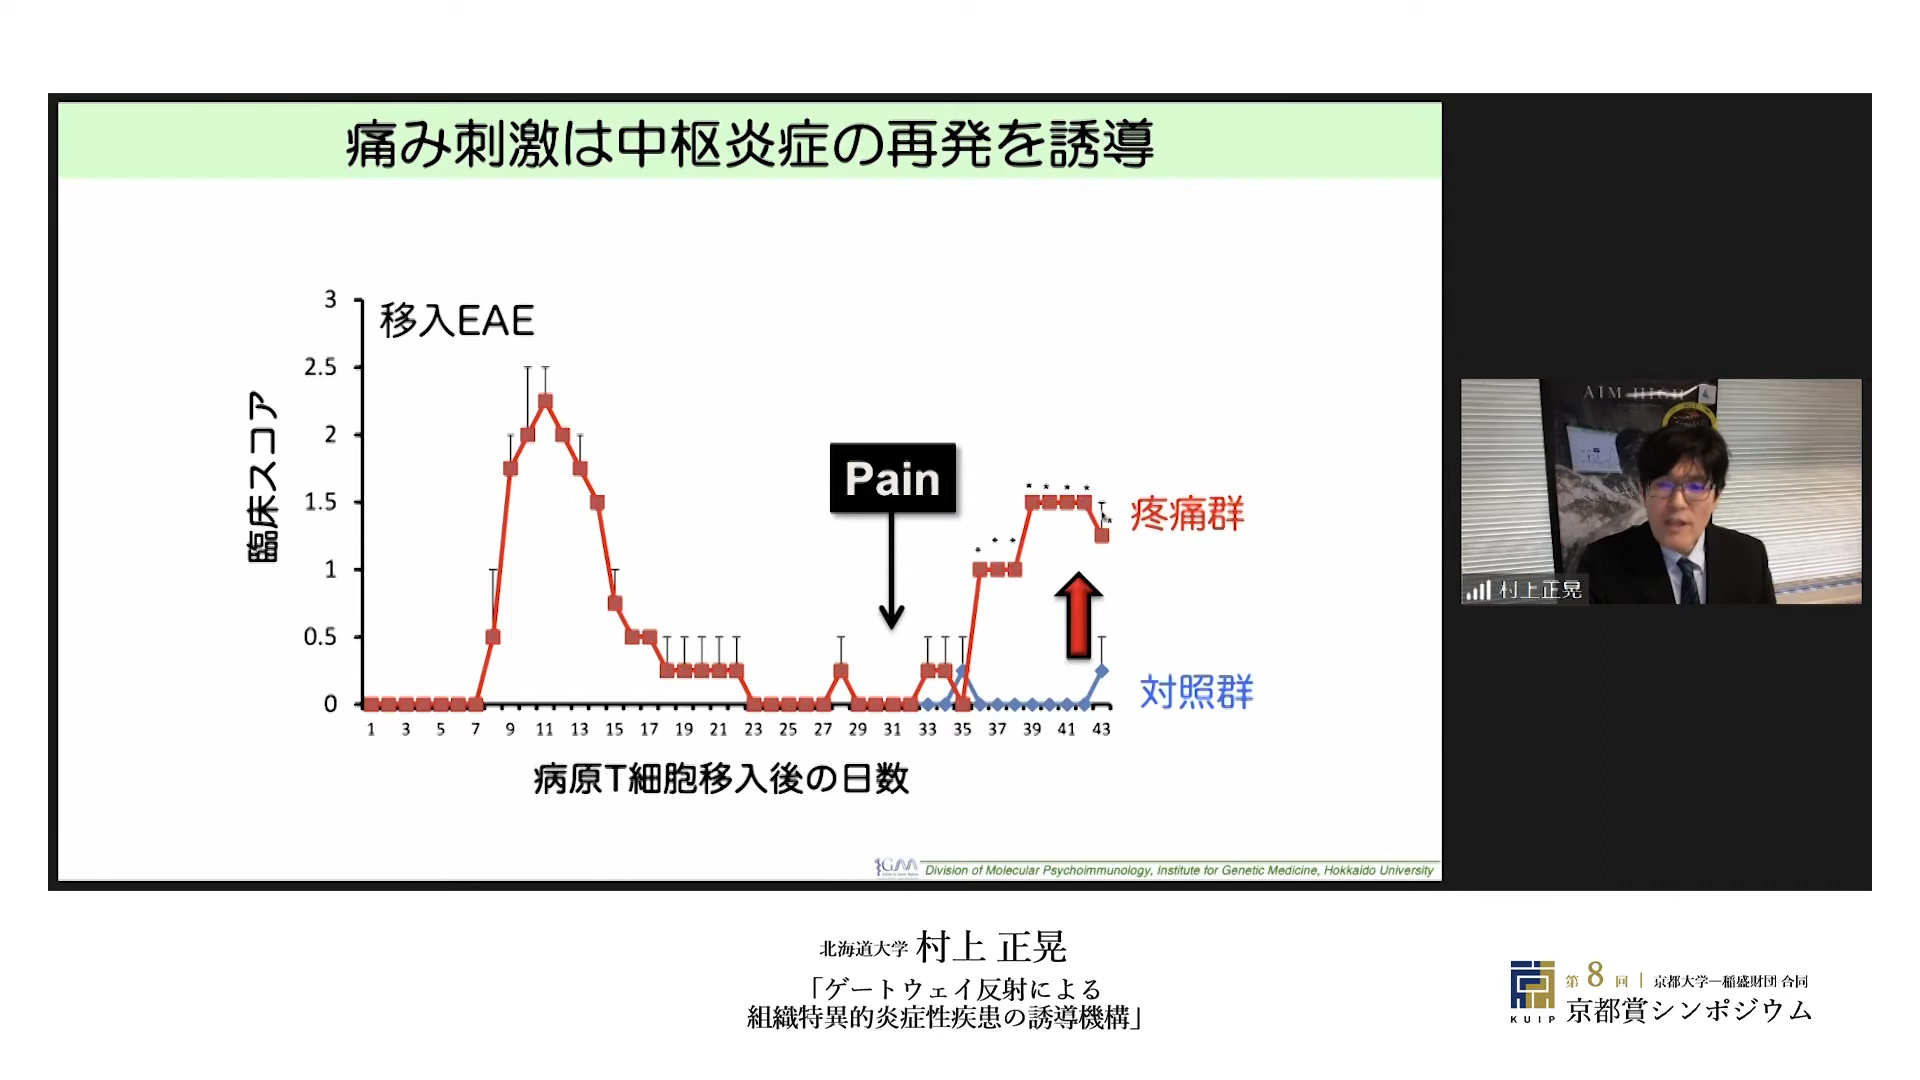 痛み刺激は中枢炎症の再発を誘導
移入EAE
臨床スコア
3
2.5
2
1.5
1
0.5
0
Pain
疼痛群
対照群
1 3 5 7 9 11 13 15 17 19 21 23 25 27 29 31 33 35 37 39 41 43
病原T細胞移入後の日数
Division of Molecular Psychoimmunology, Institute for Genetic Medicine, Hokkaido University
AIM HIGH
村上正晃
北海道大学 村上 正晃
「ゲートウェイ反射による
組織特異的炎症性疾患の誘導機構」
KUIP
第8回 | 京都大学—稲盛財団 合同
京都賞シンポジウム